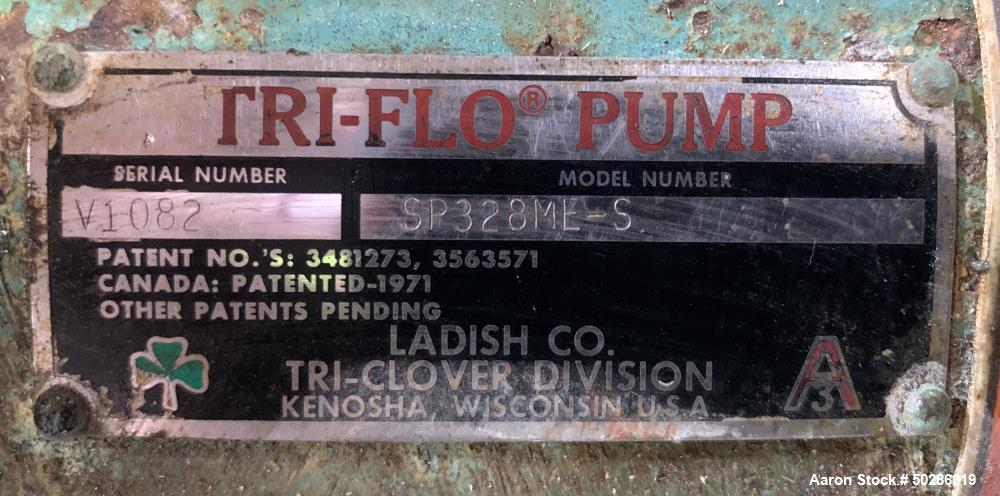 TRI-FLO® PUMP
SERIAL NUMBER MODEL NUMBER
V1082 SP328ME-S
PATENT NO.'S: 3481273, 3563571
CANADA: PATENTED-1971
OTHER PATENTS PENDING
LADISH CO.
TRI-CLOVER DIVISION
KENOSHA, WISCONSIN U.S.A.
A
3
Aaron Stock # 50286019